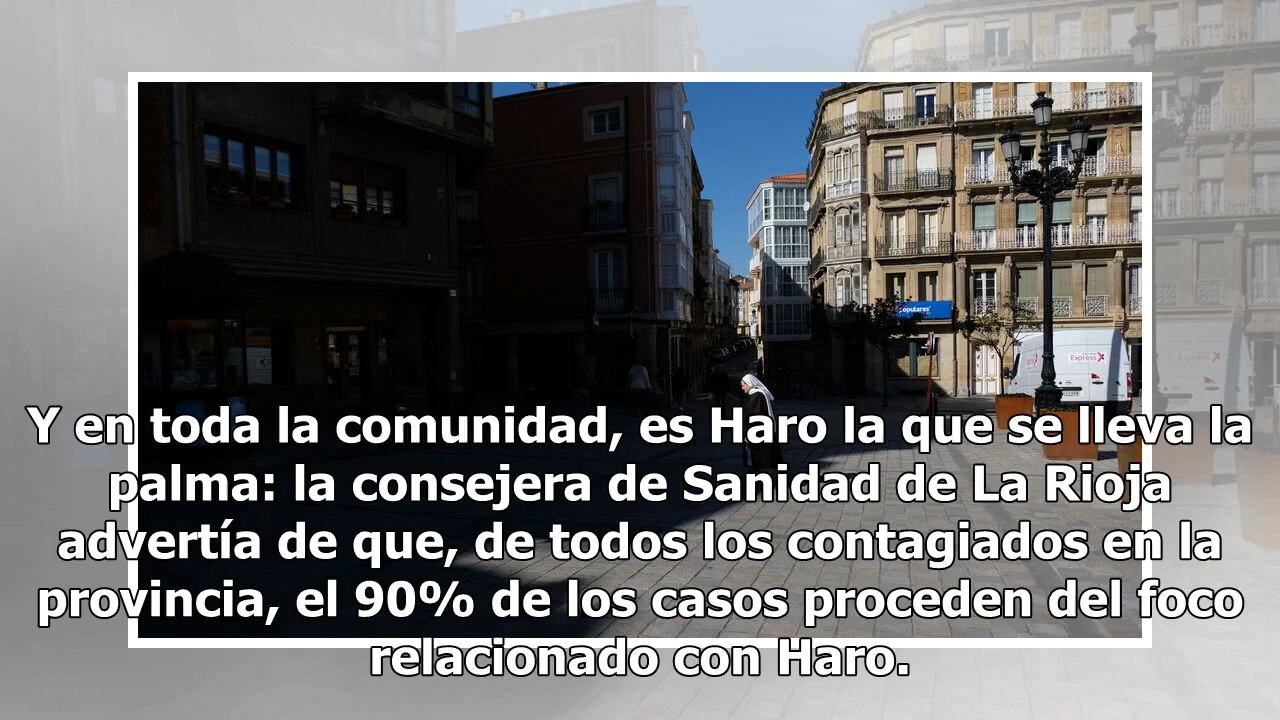 opulares
Express
Y en toda la comunidad, es Haro la que se lleva la
palma: la consejera de Sanidad de La Rioja
advertía de que, de todos los contagiados en la
provincia, el 90% de los casos proceden del foco
relacionado con Haro.